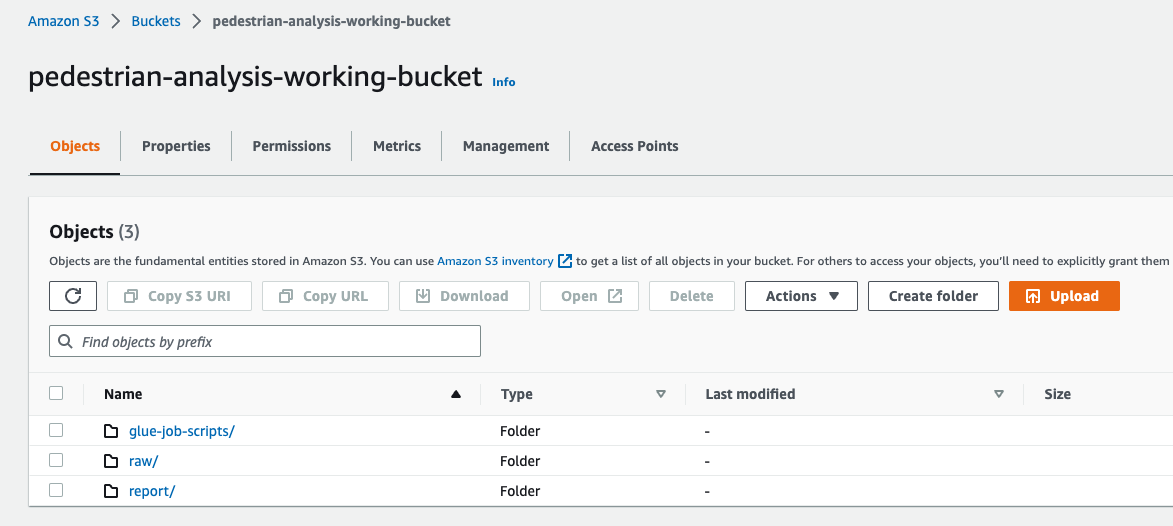 Amazon S3 > Buckets > pedestrian-analysis-working-bucket
pedestrian-analysis-working-bucket Info
Objects Properties Permissions Metrics Management Access Points
Objects (3)
Objects are the fundamental entities stored in Amazon S3. You can use Amazon S3 inventory to get a list of all objects in your bucket. For others to access your objects, you'll need to explicitly grant them
Copy S3 URI Copy URL Download Open Delete Actions Create folder Upload
Find objects by prefix
Name Type Last modified Size
glue-job-scripts/ Folder -
raw/ Folder -
report/ Folder -